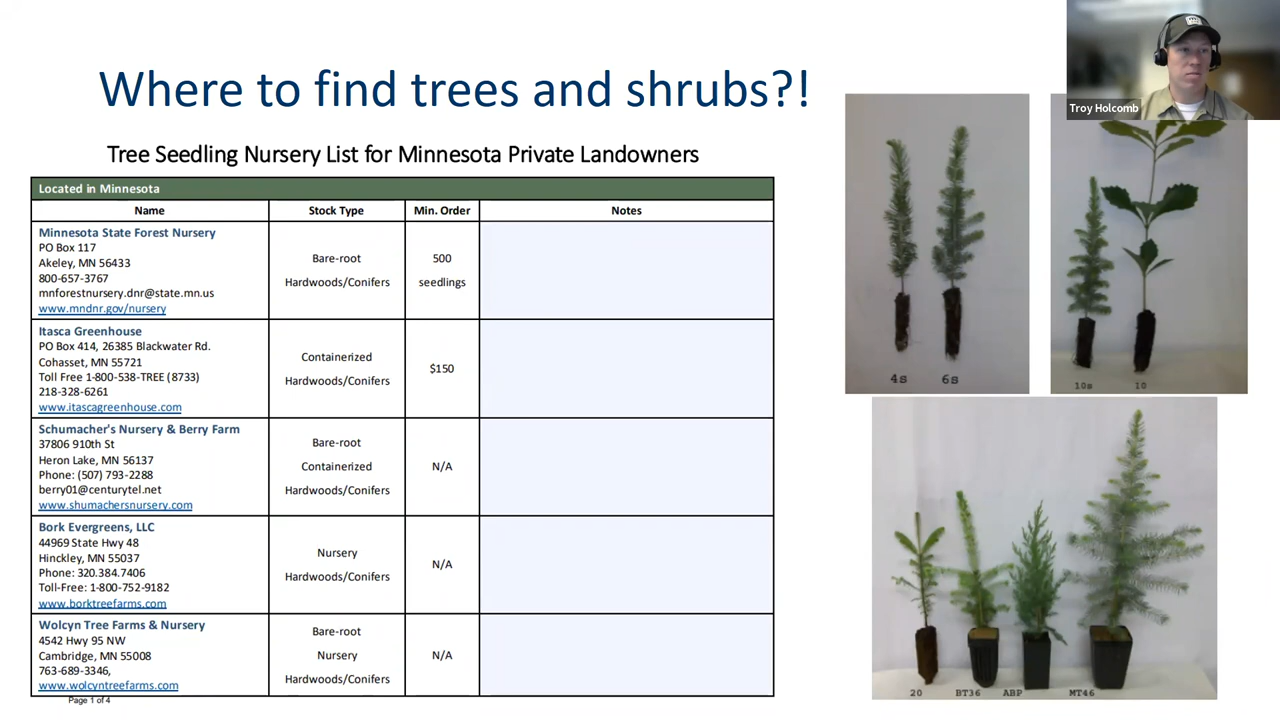 Where to find trees and shrubs?!
Troy Holcomb
Tree Seedling Nursery List for Minnesota Private Landowners
Located in Minnesota
Name Stock Type Min. Order Notes
Minnesota State Forest Nursery
PO Box 117
Akeley, MN 56433
800-657-3767
mnforestnursery.dnr@state.mn.us
www.mndnr.gov/nursery
Bare-root
Hardwoods/Conifers
500
seedlings
Itasca Greenhouse
PO Box 414, 26385 Blackwater Rd.
Cohasset, MN 55721
Toll Free 1-800-538-TREE (8733)
218-328-6261
www.itascagreenhouse.com
Containerized
Hardwoods/Conifers
$150
Schumacher's Nursery & Berry Farm
37806 910th St
Heron Lake, MN 56137
Phone: (507) 793-2288
berry01@centurytel.net
www.shumachersnursery.com
Bare-root
Containerized
Hardwoods/Conifers
N/A
Bork Evergreens, LLC
44969 State Hwy 48
Hinckley, MN 55037
Phone: 320.384.7406
Toll-Free: 1-800-752-9182
www.borktreefarms.com
Nursery
Hardwoods/Conifers
N/A
Wolcyn Tree Farms & Nursery
4542 Hwy 95 NW
Cambridge, MN 55008
763-689-3346,
www.wolcyntreefarms.com
Bare-root
Nursery
Hardwoods/Conifers
N/A
Page 1 of 4
4s 6s
10s 10
20 BT36 ABP MT46